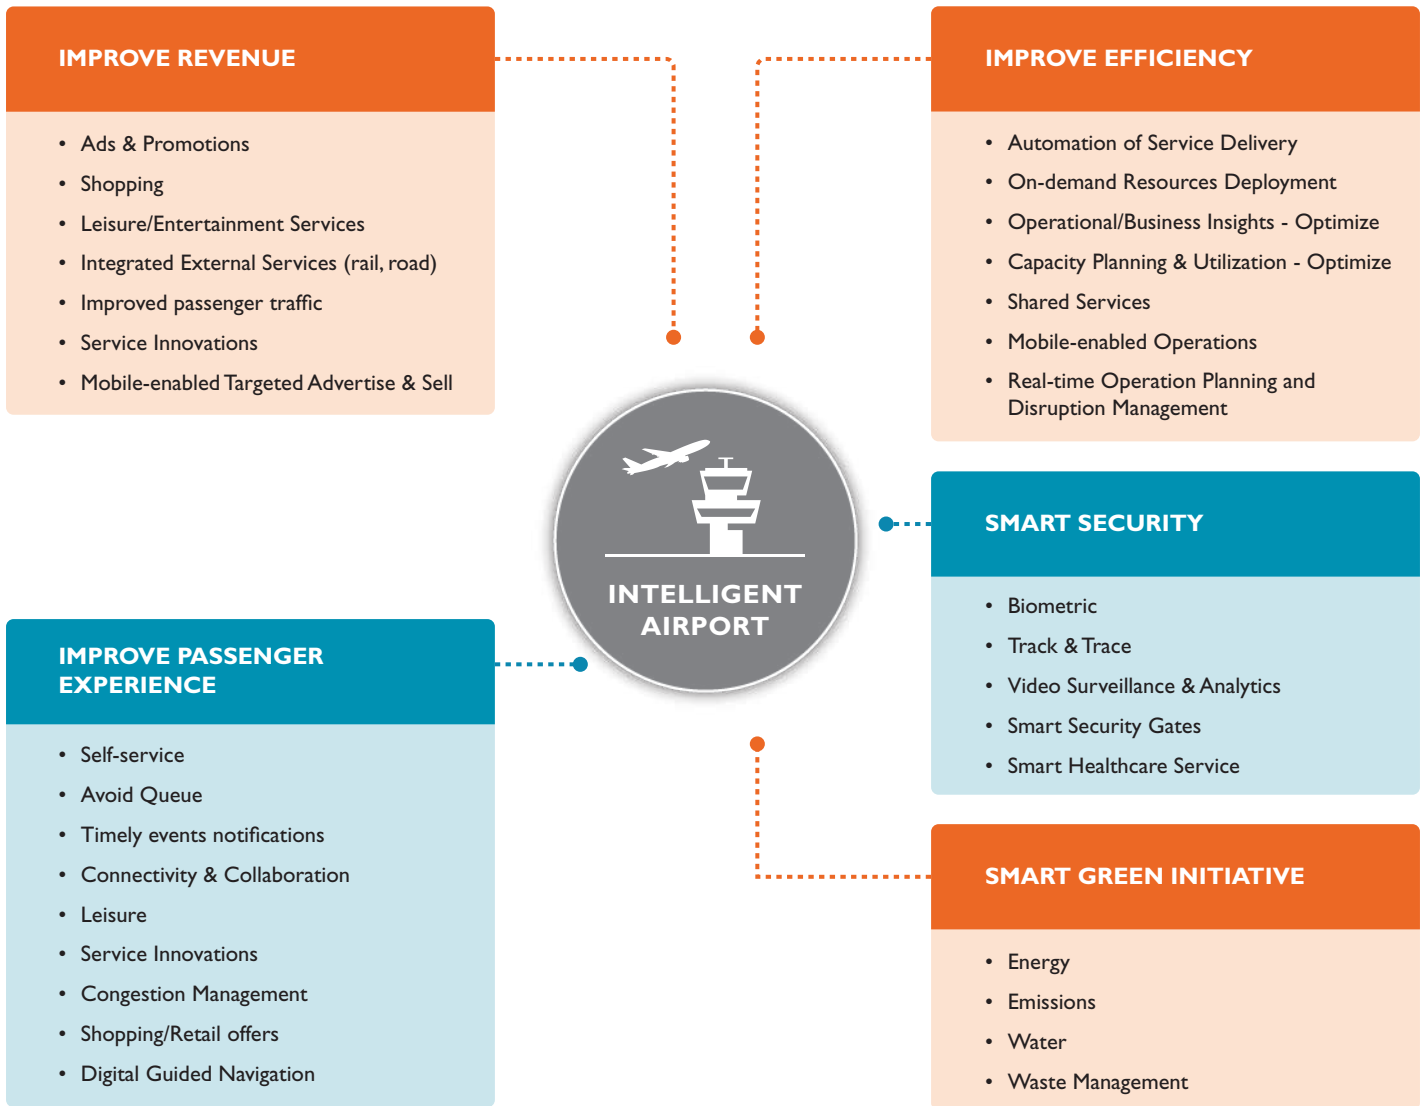 IMPROVE REVENUE
• Ads & Promotions
• Shopping
• Leisure/Entertainment Services
• Integrated External Services (rail, road)
• Improved passenger traffic
• Service Innovations
• Mobile-enabled Targeted Advertise & Sell
IMPROVE EFFICIENCY
• Automation of Service Delivery
• On-demand Resources Deployment
• Operational/Business Insights - Optimize
• Capacity Planning & Utilization - Optimize
• Shared Services
• Mobile-enabled Operations
• Real-time Operation Planning and
Disruption Management
INTELLIGENT
AIRPORT
SMART SECURITY
• Biometric
• Track & Trace
• Video Surveillance & Analytics
• Smart Security Gates
• Smart Healthcare Service
IMPROVE PASSENGER
EXPERIENCE
• Self-service
• Avoid Queue
• Timely events notifications
• Connectivity & Collaboration
• Leisure
• Service Innovations
• Congestion Management
• Shopping/Retail offers
• Digital Guided Navigation
SMART GREEN INITIATIVE
• Energy
• Emissions
• Water
• Waste Management